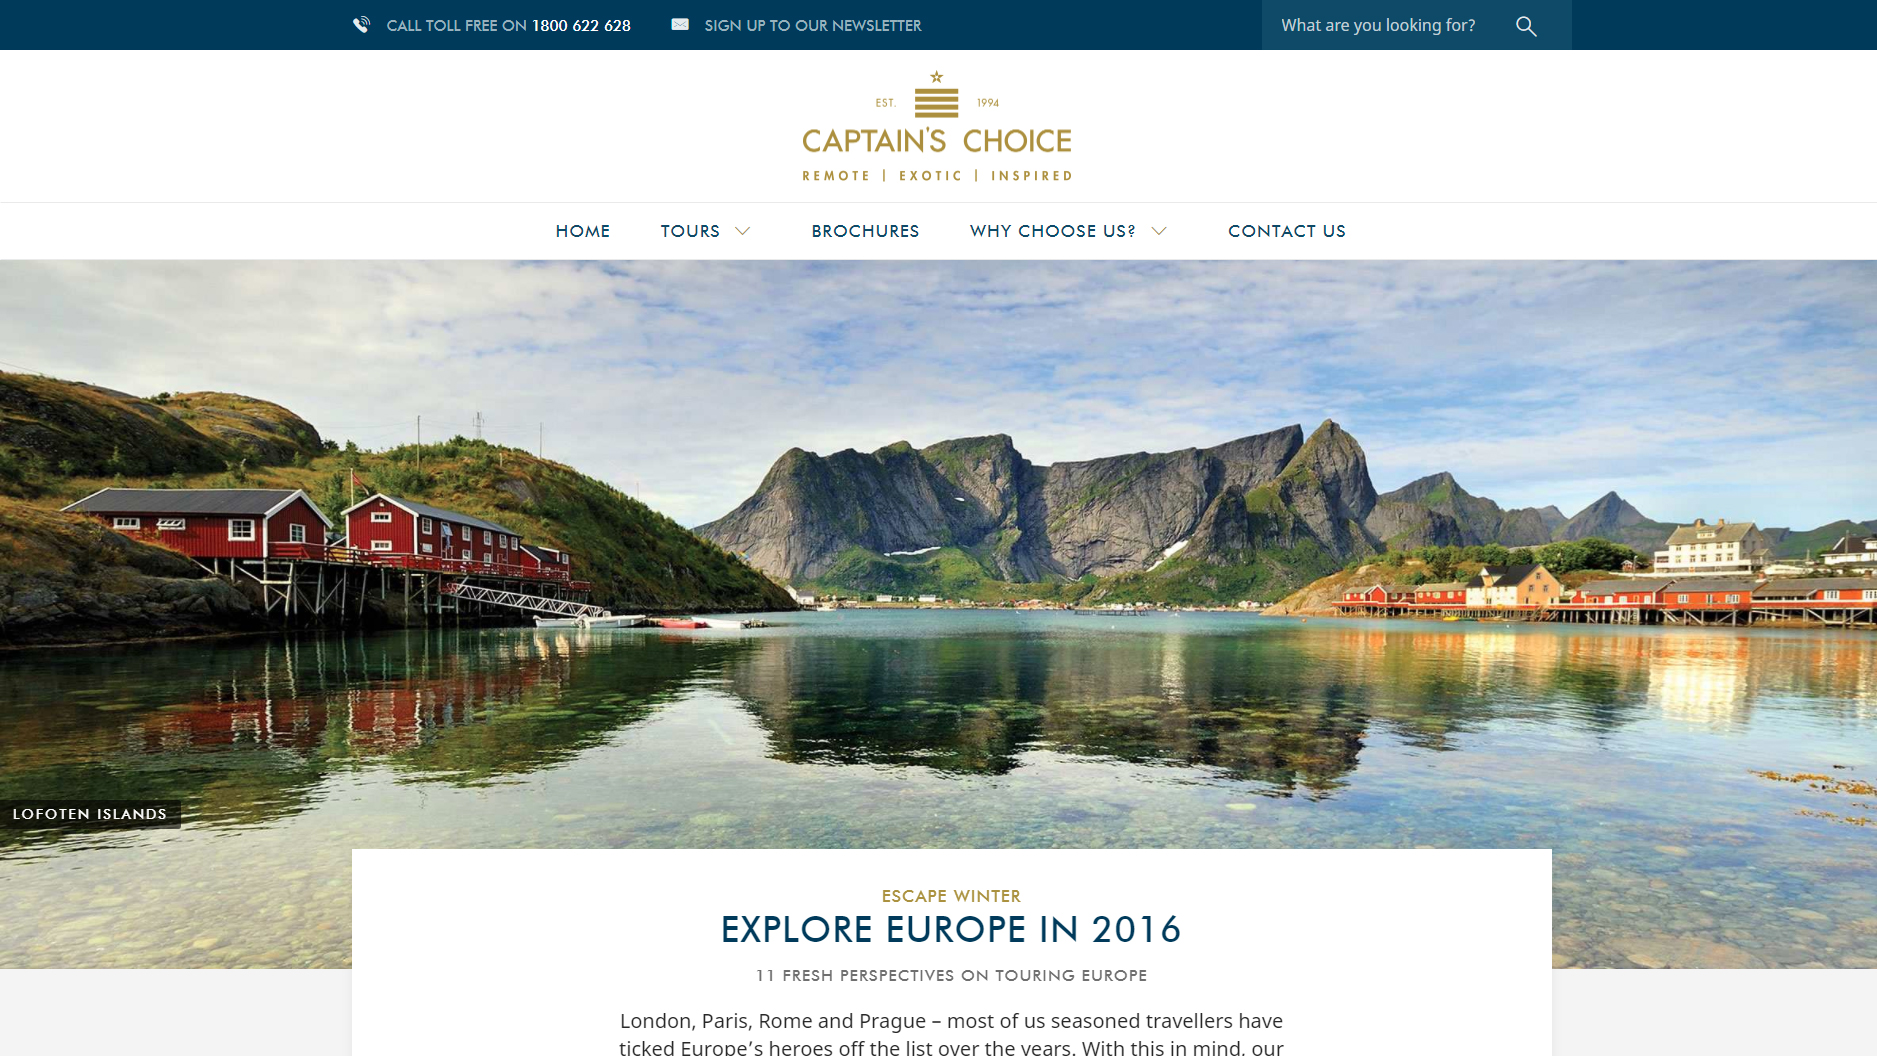 CALL TOLL FREE ON 1800 622 628
SIGN UP TO OUR NEWSLETTER
What are you looking for?
EST. 1994
CAPTAIN'S CHOICE
REMOTE | EXOTIC | INSPIRED
HOME
TOURS
BROCHURES
WHY CHOOSE US?
CONTACT US
LOFOTEN ISLANDS
ESCAPE WINTER
EXPLORE EUROPE IN 2016
11 FRESH PERSPECTIVES ON TOURING EUROPE
London, Paris, Rome and Prague – most of us seasoned travellers have
ticked Europe's heroes off the list over the years. With this in mind, our